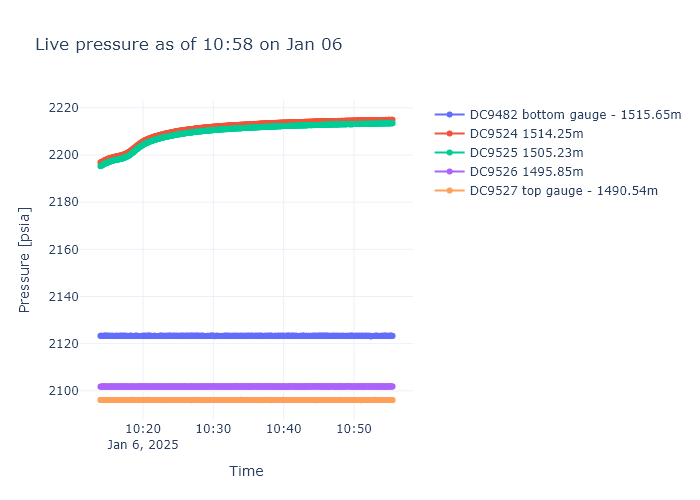 Live pressure as of 10:58 on Jan 06
DC9482 bottom gauge - 1515.65m
DC9524 1514.25m
DC9525 1505.23m
DC9526 1495.85m
DC9527 top gauge - 1490.54m
Pressure [psia]
2220
2200
2180
2160
2140
2120
2100
10:20
10:30
10:40
10:50
Jan 6, 2025
Time